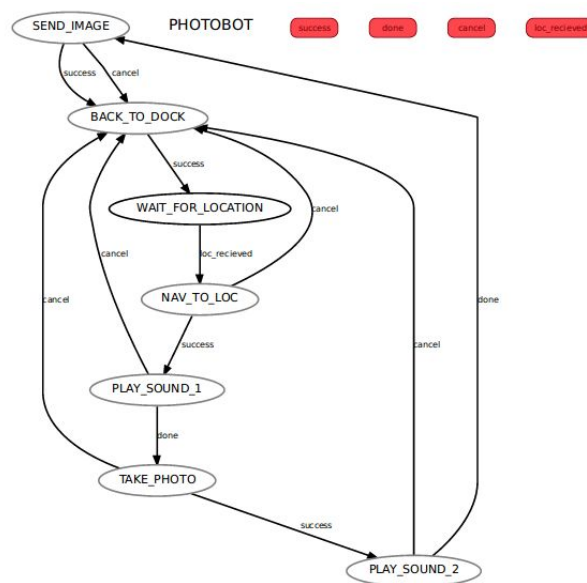 SEND_IMAGE
PHOTOBOT
success
done
cancel
loc_recieved
success
cancel
BACK_TO_DOCK
success
WAIT_FOR_LOCATION
cancel
loc_recieved
cancel
NAV_TO_LOC
cancel
done
success
cancel
PLAY_SOUND_1
done
TAKE_PHOTO
success
PLAY_SOUND_2